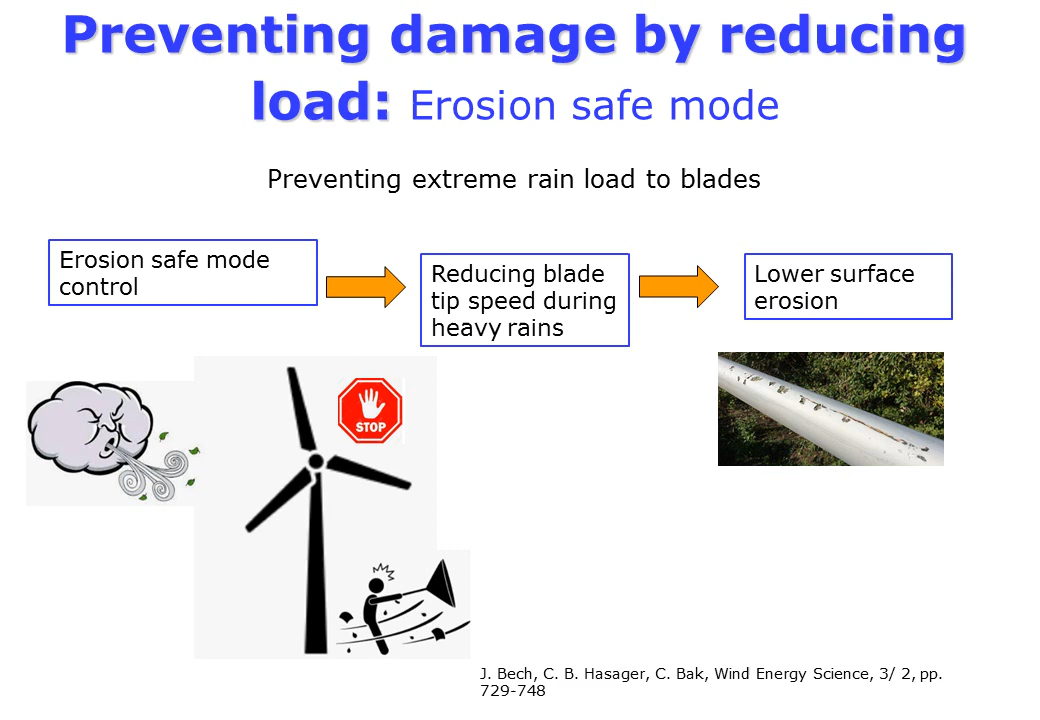 Preventing damage by reducing
load: Erosion safe mode
Preventing extreme rain load to blades
Erosion safe mode
control
Reducing blade
tip speed during
heavy rains
Lower surface
erosion
STOP
J. Bech, C. B. Hasager, C. Bak, Wind Energy Science, 3/ 2, pp.
729-748